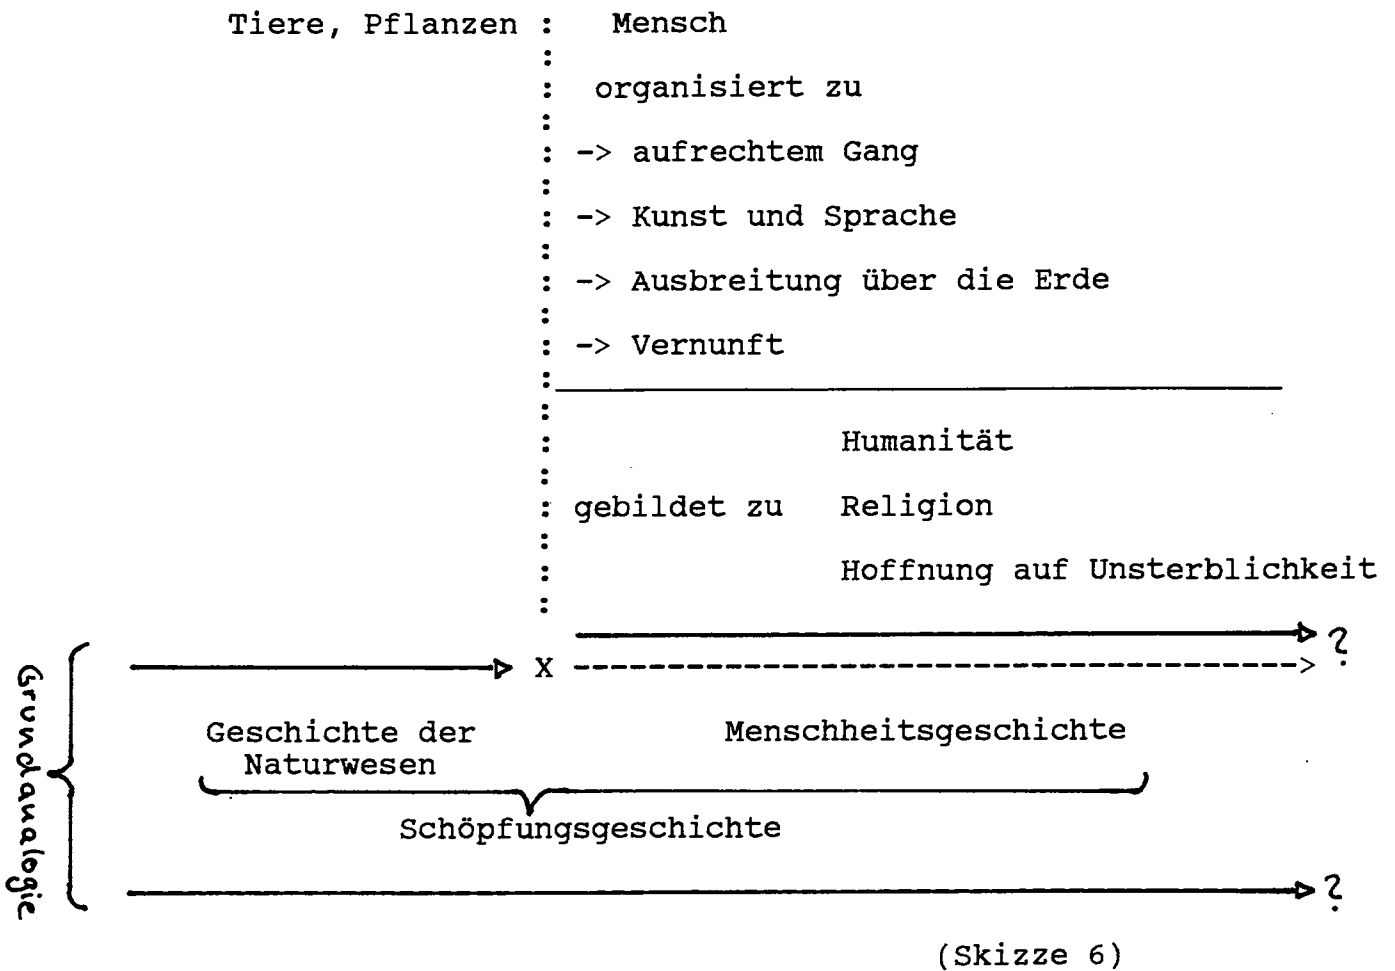 Tiere, Pflanzen : Mensch
organisiert zu
-> aufrechtem Gang
-> Kunst und Sprache
-> Ausbreitung über die Erde
-> Vernunft
Humanität
gebildet zu Religion
Hoffnung auf Unsterblichkeit
?
X ------------------------------------>
Geschichte der Menschheitsgeschichte
Naturwesen
Schöpfungsgeschichte
?
Grundanalogie
(Skizze 6)